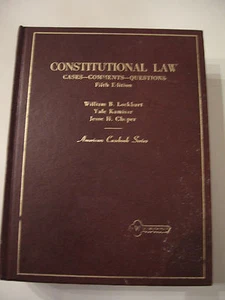 CONSTITUTIONAL LAW
CASES—COMMENTS—QUESTIONS
Fifth Edition
William B. Lockhart
Yale Kamisar
Jesse H. Choper
American Casebook Series